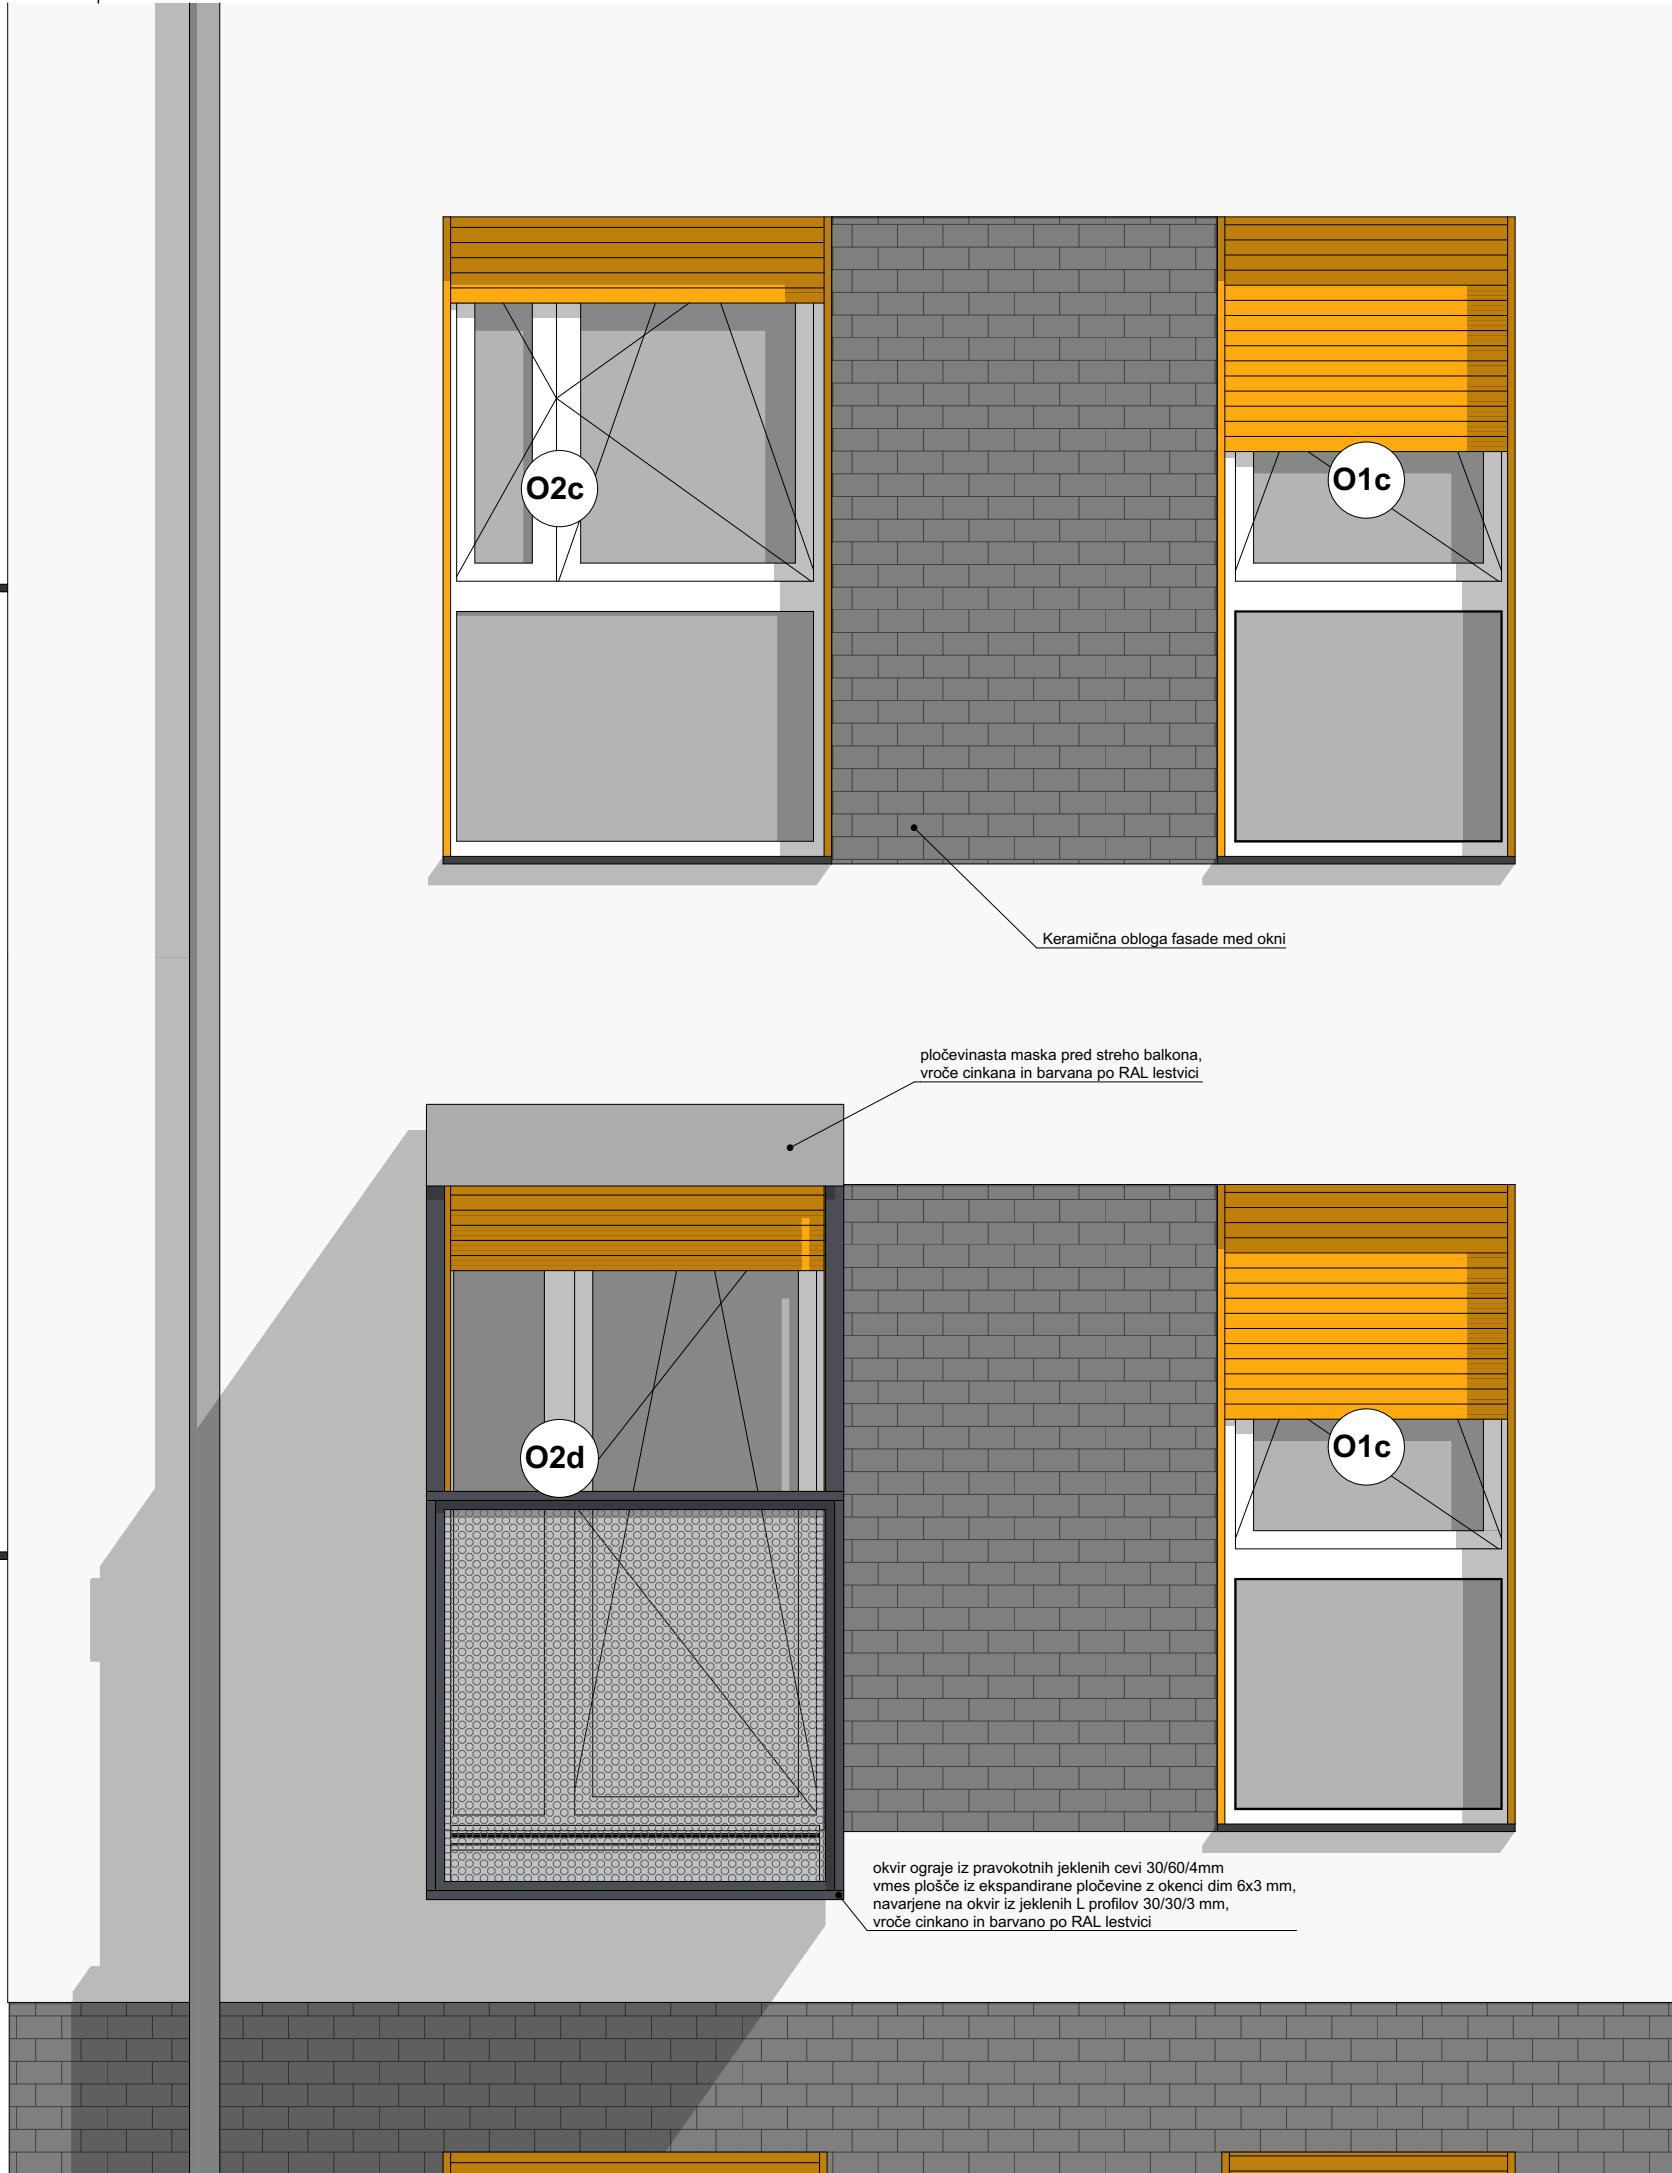 O2c
O1c
Keramična obloga fasade med okni
pločevinasta maska pred streho balkona,
vroče cinkana in barvana po RAL lestvici
O2d
O1c
okvir ograje iz pravokotnih jeklenih cevi 30/60/4mm
vmes plošče iz ekspandirane pločevine z okenci dim 6x3 mm,
navarjene na okvir iz jeklenih L profilov 30/30/3 mm,
vroče cinkano in barvano po RAL lestvici